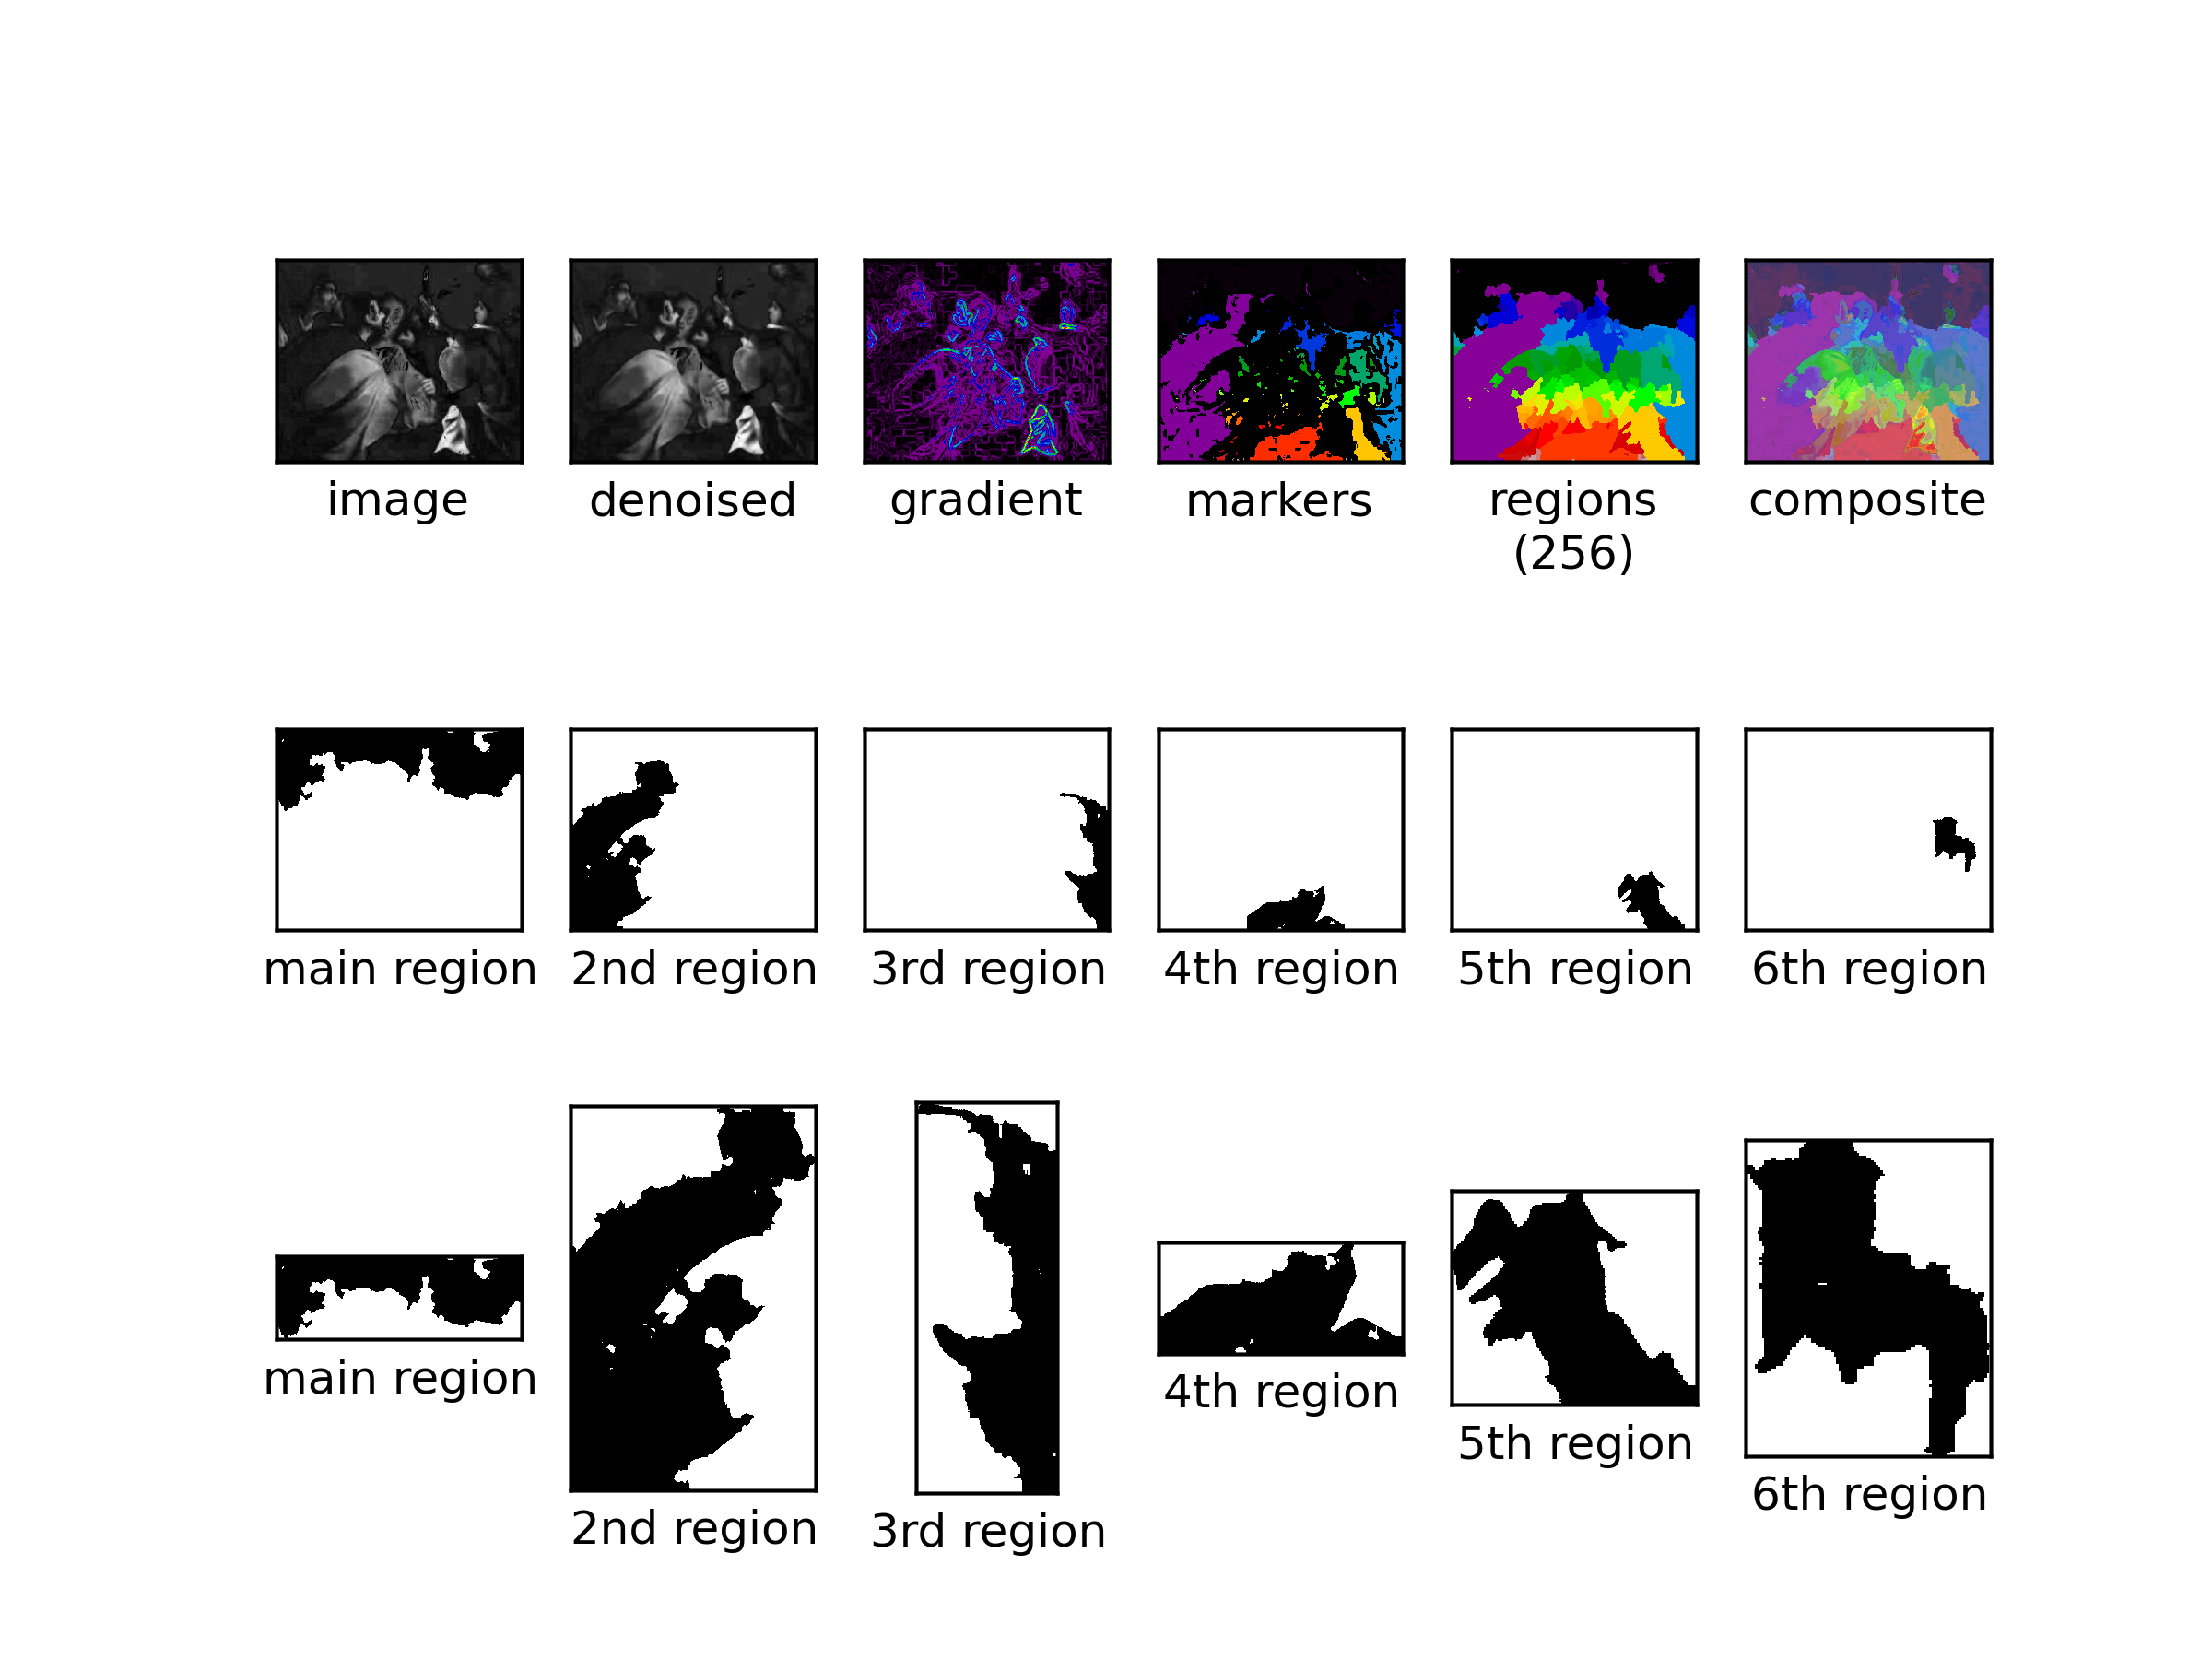 image
denoised
gradient
markers
regions
(256)
composite
main region
2nd region
3rd region
4th region
5th region
6th region
main region
2nd region
3rd region
4th region
5th region
6th region